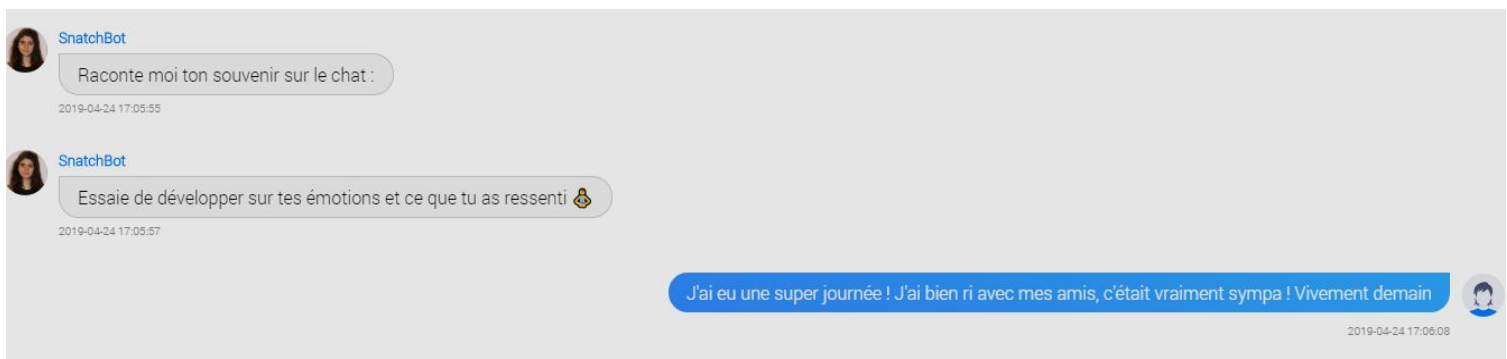 SnatchBot
Raconte moi ton souvenir sur le chat :
2019-04-24 17:05:55
SnatchBot
Essaie de développer sur tes émotions et ce que tu as ressenti
2019-04-24 17:05:57
J'ai eu une super journée ! J'ai bien ri avec mes amis, c'était vraiment sympa ! Vivement demain
2019-04-24 17:06:08